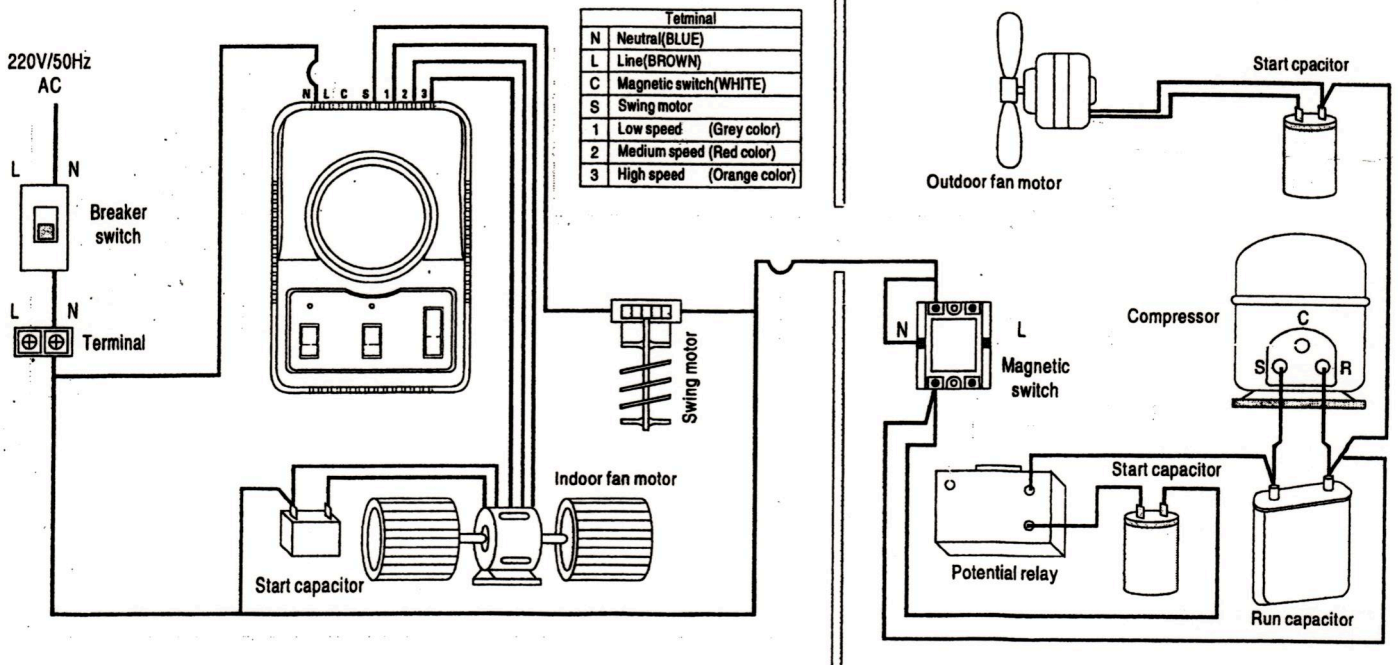 Tetminal
N Neutral(BLUE)
L Line(BROWN)
C Magnetic switch(WHITE)
S Swing motor
1 Low speed (Grey color)
2 Medium speed (Red color)
3 High speed (Orange color)
220V/50Hz
AC
L N
Breaker
switch
L N
Terminal
N L C S 1 2 3
Swing motor
Indoor fan motor
Start capacitor
Outdoor fan motor
Start cpacitor
N L
Magnetic
switch
Compressor
C
S R
Potential relay
Start capacitor
Run capacitor